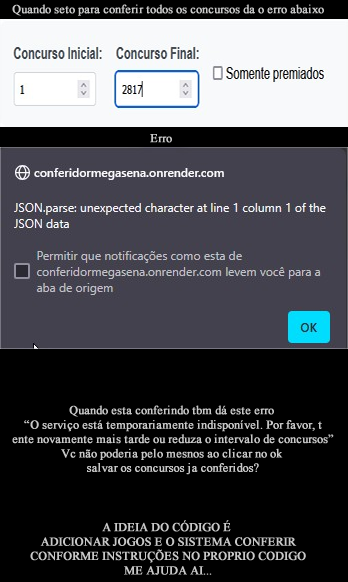 Quando seto para conferir todos os concursos da o erro abaixo
Concurso Inicial: Concurso Final:
1 2817 Somente premiados
Erro
conferidormegasena.onrender.com
JSON.parse: unexpected character at line 1 column 1 of the
JSON data
Permitir que notificações como esta de
conferidormegasena.onrender.com levem você para a
aba de origem
OK
Quando esta conferindo tbm dá este erro
“O serviço está temporariamente indisponível. Por favor, t
ente novamente mais tarde ou reduza o intervalo de concursos”
Vc não poderia pelo mesnos ao clicar no ok
salvar os concursos ja conferidos?
A IDEIA DO CÓDIGO É
ADICIONAR JOGOS E O SISTEMA CONFERIR
CONFORME INSTRUÇÕES NO PROPRIO CODIGO
ME AJUDA AI...